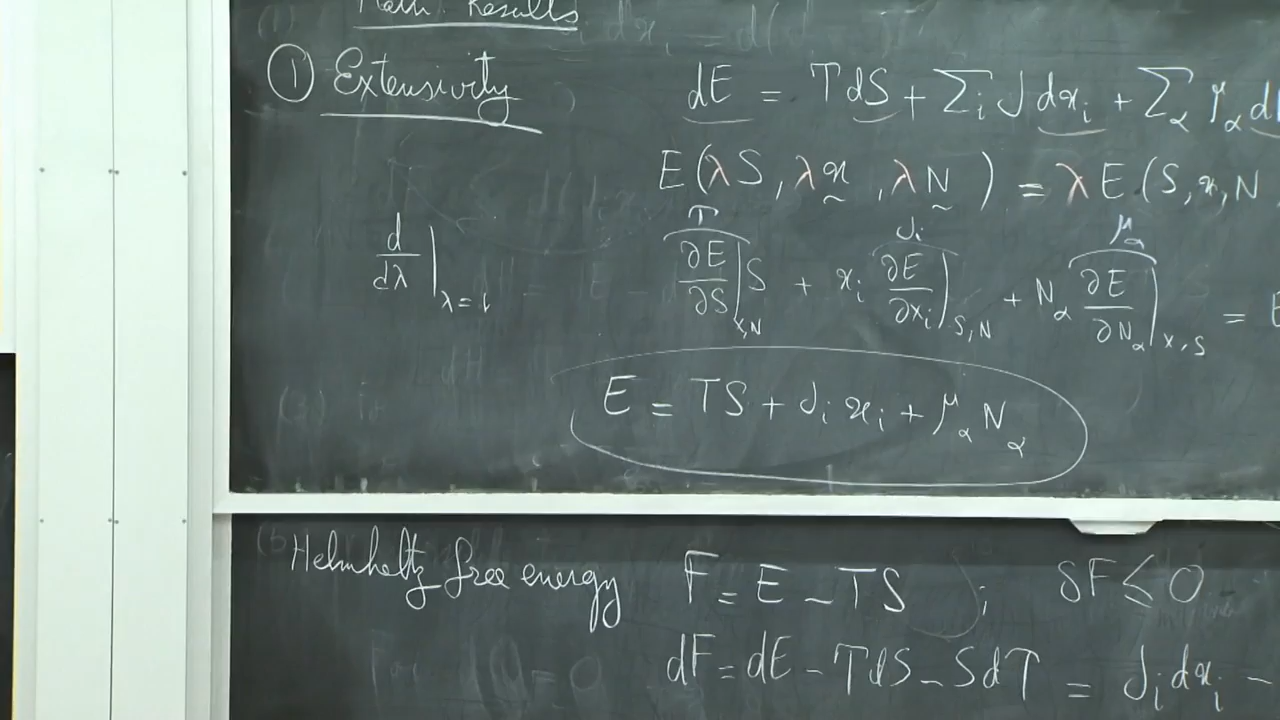 Math Results
① Extensivity
dE = TdS + Σ_i J dx_i + Σ_α μ_α d
E(λS, λx, λN) = λE(S, x, N
d/dλ |_λ=1
T J_i μ_α
∂E/∂S|_x,N S + x_i ∂E/∂x_i|_S,N + N_α ∂E/∂N_α|_x,S = E
E = TS + J_i x_i + μ_α N_α
Helmholtz free energy F = E - TS ; δF ≤ 0
dF = dE - TdS - SdT = J_i dx_i -